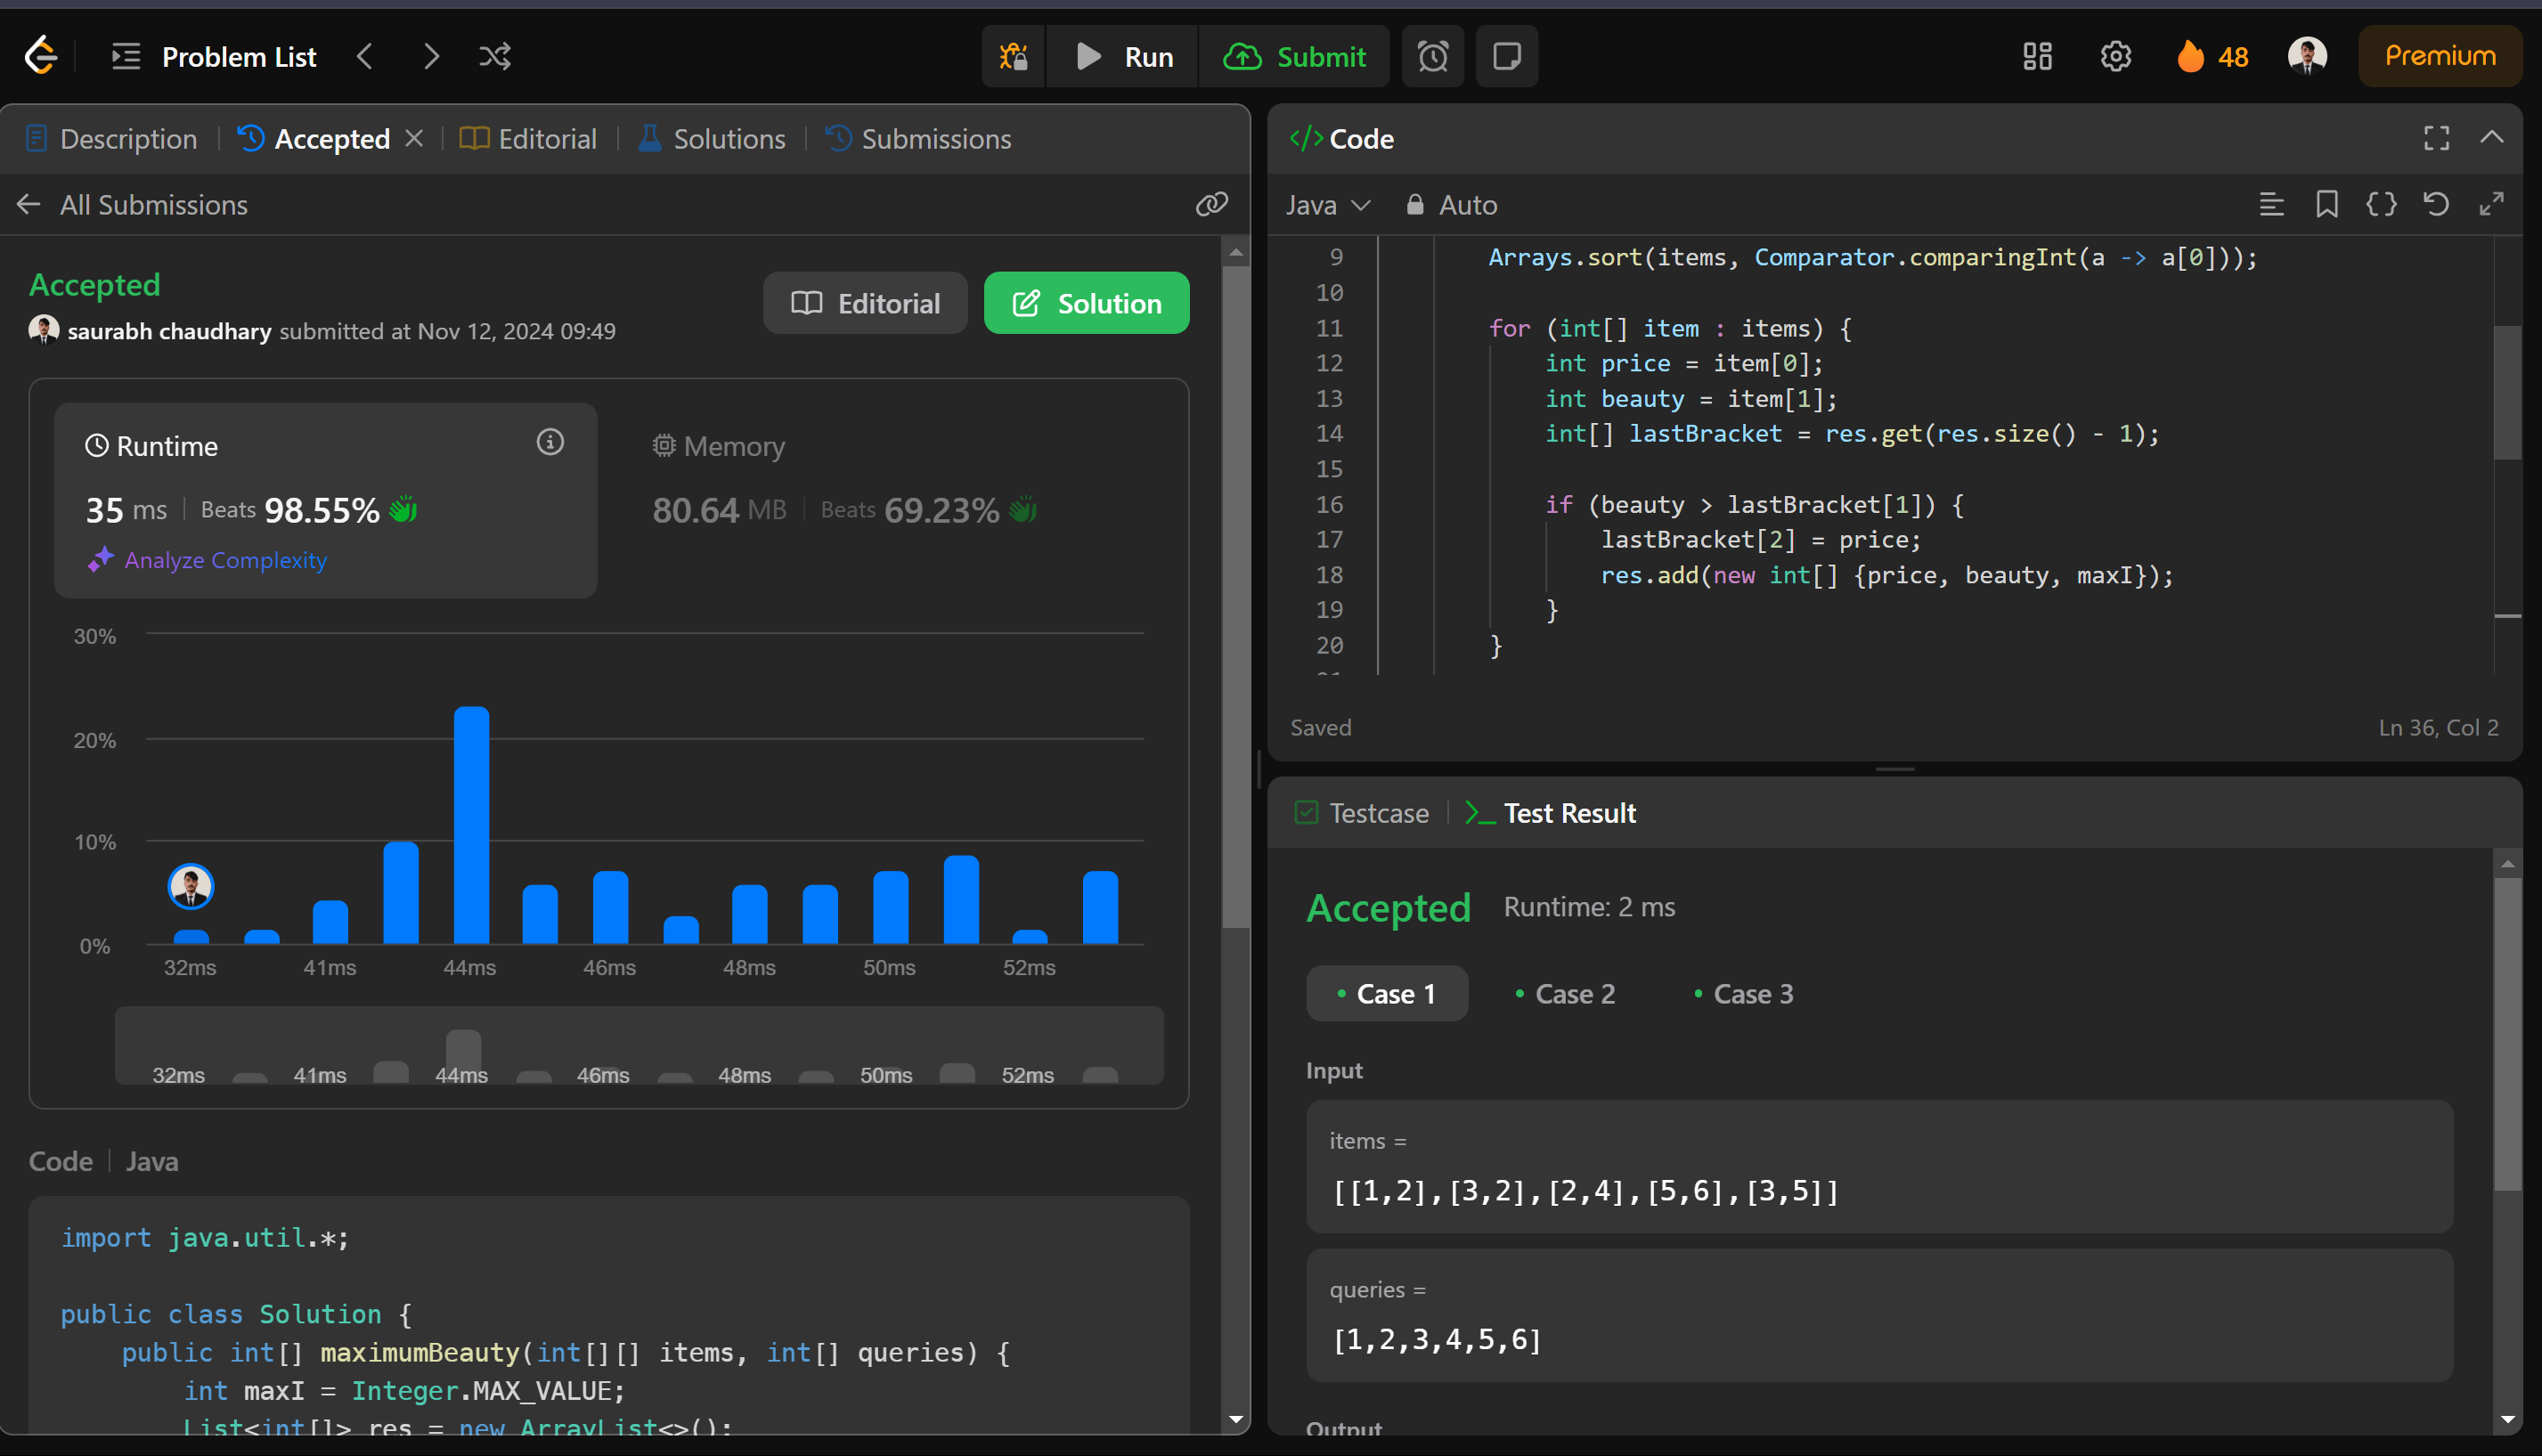 Problem List
Run
Submit
48
Premium
Description
Accepted
Editorial
Solutions
Submissions
All Submissions
Accepted
Editorial
Solution
saurabh chaudhary submitted at Nov 12, 2024 09:49
Runtime
35 ms
Beats 98.55%
Analyze Complexity
Memory
80.64 MB
Beats 69.23%
30%
20%
10%
0%
32ms 41ms 44ms 46ms 48ms 50ms 52ms
32ms 41ms 44ms 46ms 48ms 50ms 52ms
Code
Java
import java.util.*;
public class Solution {
public int[] maximumBeauty(int[][] items, int[] queries) {
int maxI = Integer.MAX_VALUE;
List<int[]> res = new ArrayList<>();
</> Code
Java
Auto
9 Arrays.sort(items, Comparator.comparingInt(a -> a[0]));
10
11 for (int[] item : items) {
12 int price = item[0];
13 int beauty = item[1];
14 int[] lastBracket = res.get(res.size() - 1);
15
16 if (beauty > lastBracket[1]) {
17 lastBracket[2] = price;
18 res.add(new int[] {price, beauty, maxI});
19 }
20 }
Saved
Ln 36, Col 2
Testcase
>_ Test Result
Accepted
Runtime: 2 ms
Case 1
Case 2
Case 3
Input
items =
[[1,2],[3,2],[2,4],[5,6],[3,5]]
queries =
[1,2,3,4,5,6]
Output